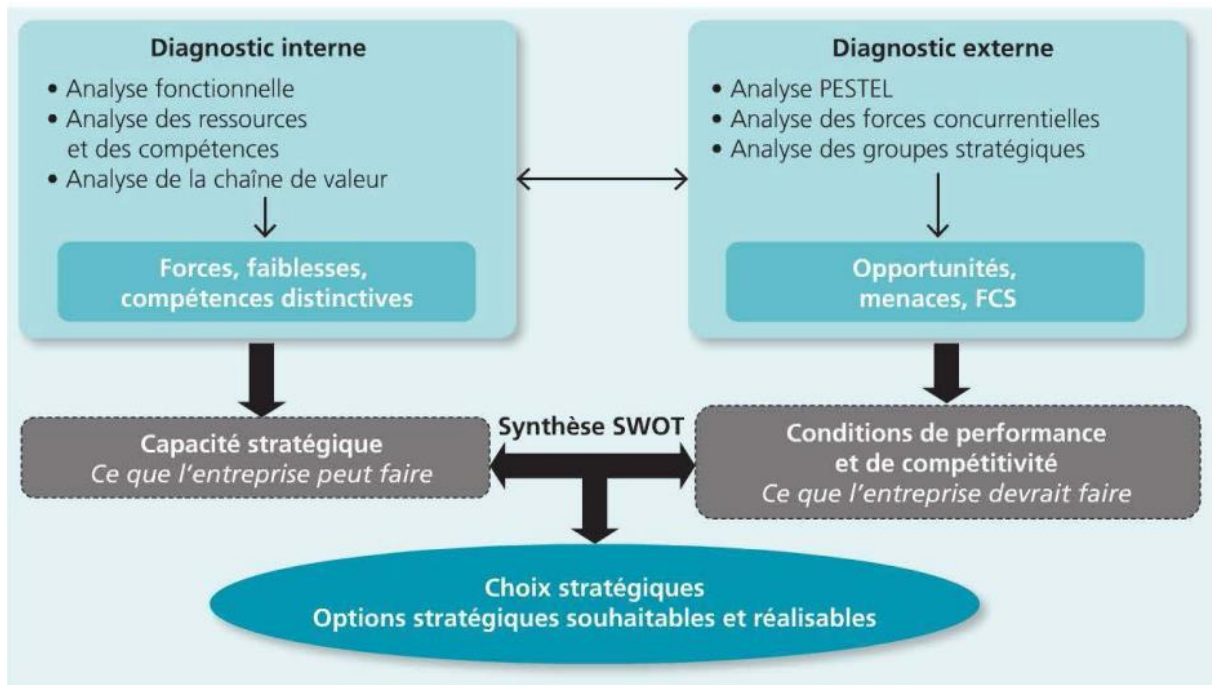 Diagnostic interne
• Analyse fonctionnelle
• Analyse des ressources
et des compétences
• Analyse de la chaîne de valeur
Forces, faiblesses,
compétences distinctives
Diagnostic externe
• Analyse PESTEL
• Analyse des forces concurrentielles
• Analyse des groupes stratégiques
Opportunités,
menaces, FCS
Capacité stratégique
Ce que l'entreprise peut faire
Synthèse SWOT
Conditions de performance
et de compétitivité
Ce que l'entreprise devrait faire
Choix stratégiques
Options stratégiques souhaitables et réalisables